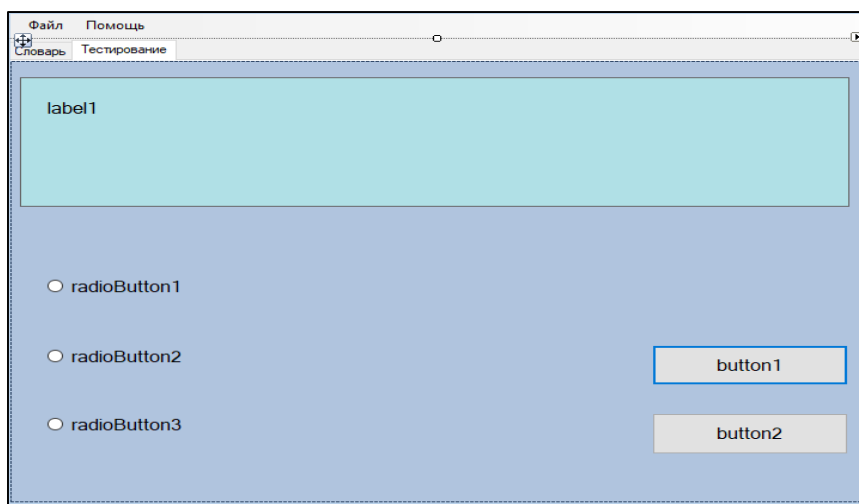 Файл Помощь
Словарь Тестирование
label1
radioButton1
radioButton2
button1
radioButton3
button2